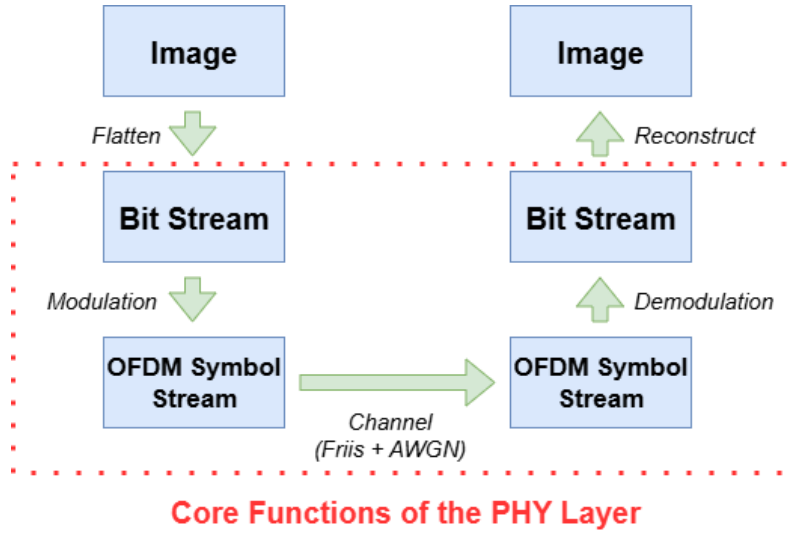 Image
Image
Flatten
Reconstruct
Bit Stream
Bit Stream
Modulation
Demodulation
OFDM Symbol
Stream
OFDM Symbol
Stream
Channel
(Friis + AWGN)
Core Functions of the PHY Layer